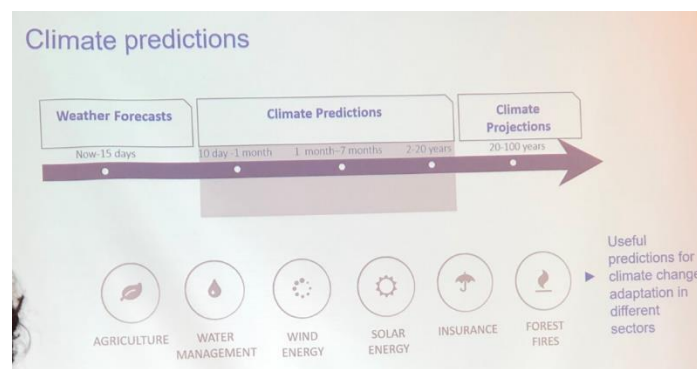 Climate predictions
Weather Forecasts
Climate Predictions
Climate
Projections
Now-15 days
10 day -1 month
1 month–7 months
2-20 years
20-100 years
AGRICULTURE
WATER
MANAGEMENT
WIND
ENERGY
SOLAR
ENERGY
INSURANCE
FOREST
FIRES
Useful
predictions for
climate change
adaptation in
different
sectors